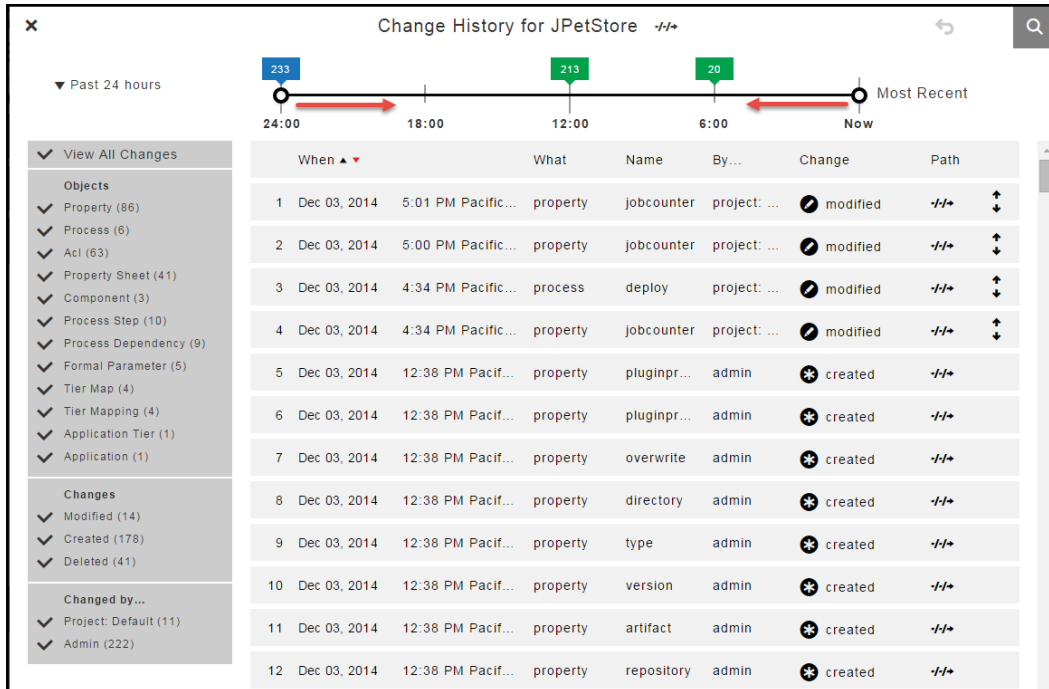 Change History for JPetStore
Past 24 hours
233
213
20
Most Recent
24:00 18:00 12:00 6:00 Now
View All Changes
Objects
Property (86)
Process (6)
Acl (63)
Property Sheet (41)
Component (3)
Process Step (10)
Process Dependency (9)
Formal Parameter (5)
Tier Map (4)
Tier Mapping (4)
Application Tier (1)
Application (1)
Changes
Modified (14)
Created (178)
Deleted (41)
Changed by...
Project: Default (11)
Admin (222)
When What Name By... Change Path
1 Dec 03, 2014 5:01 PM Pacific... property jobcounter project: ... modified
2 Dec 03, 2014 5:00 PM Pacific... property jobcounter project: ... modified
3 Dec 03, 2014 4:34 PM Pacific... process deploy project: ... modified
4 Dec 03, 2014 4:34 PM Pacific... property jobcounter project: ... modified
5 Dec 03, 2014 12:38 PM Pacif... property pluginpr... admin created
6 Dec 03, 2014 12:38 PM Pacif... property pluginpr... admin created
7 Dec 03, 2014 12:38 PM Pacif... property overwrite admin created
8 Dec 03, 2014 12:38 PM Pacif... property directory admin created
9 Dec 03, 2014 12:38 PM Pacif... property type admin created
10 Dec 03, 2014 12:38 PM Pacif... property version admin created
11 Dec 03, 2014 12:38 PM Pacif... property artifact admin created
12 Dec 03, 2014 12:38 PM Pacif... property repository admin created